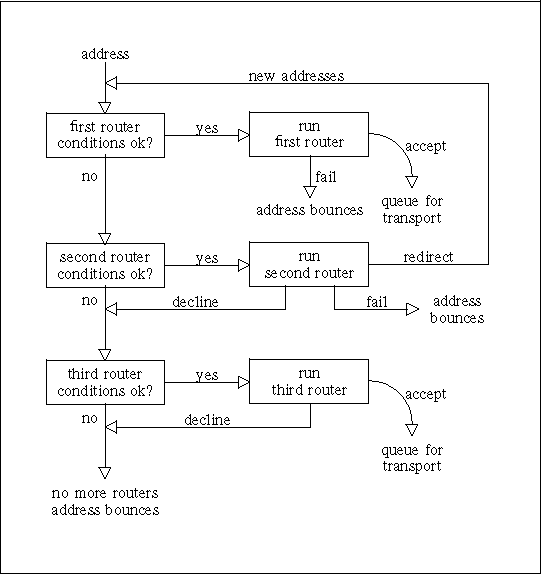 address
new addresses
first router
conditions ok?
yes
run
first router
accept
no
fail
address bounces
queue for
transport
second router
conditions ok?
yes
run
second router
redirect
no
decline
fail
address
bounces
third router
conditions ok?
yes
run
third router
accept
no
decline
queue for
transport
no more routers
address bounces